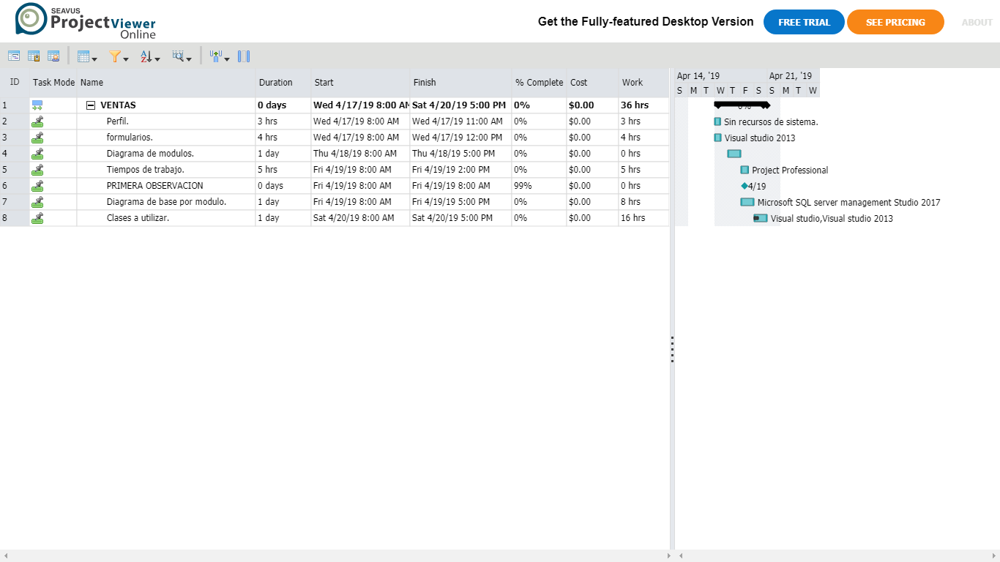 SEAVUS
ProjectViewer
Online
Get the Fully-featured Desktop Version
FREE TRIAL
SEE PRICING
ABOUT
ID Task Mode Name Duration Start Finish % Complete Cost Work
Apr 14, '19 Apr 21, '19
S M T W T F S S M T W
1 VENTAS 0 days Wed 4/17/19 8:00 AM Sat 4/20/19 5:00 PM 0% $0.00 36 hrs 0%
2 Perfil. 3 hrs Wed 4/17/19 8:00 AM Wed 4/17/19 11:00 AM 0% $0.00 3 hrs Sin recursos de sistema.
3 formularios. 4 hrs Wed 4/17/19 8:00 AM Wed 4/17/19 12:00 PM 0% $0.00 4 hrs Visual studio 2013
4 Diagrama de modulos. 1 day Thu 4/18/19 8:00 AM Thu 4/18/19 5:00 PM 0% $0.00 0 hrs
5 Tiempos de trabajo. 5 hrs Fri 4/19/19 8:00 AM Fri 4/19/19 2:00 PM 0% $0.00 5 hrs Project Professional
6 PRIMERA OBSERVACION 0 days Fri 4/19/19 8:00 AM Fri 4/19/19 8:00 AM 99% $0.00 0 hrs 4/19
7 Diagrama de base por modulo. 1 day Fri 4/19/19 8:00 AM Fri 4/19/19 5:00 PM 0% $0.00 8 hrs Microsoft SQL server management Studio 2017
8 Clases a utilizar. 1 day Sat 4/20/19 8:00 AM Sat 4/20/19 5:00 PM 0% $0.00 16 hrs Visual studio,Visual studio 2013